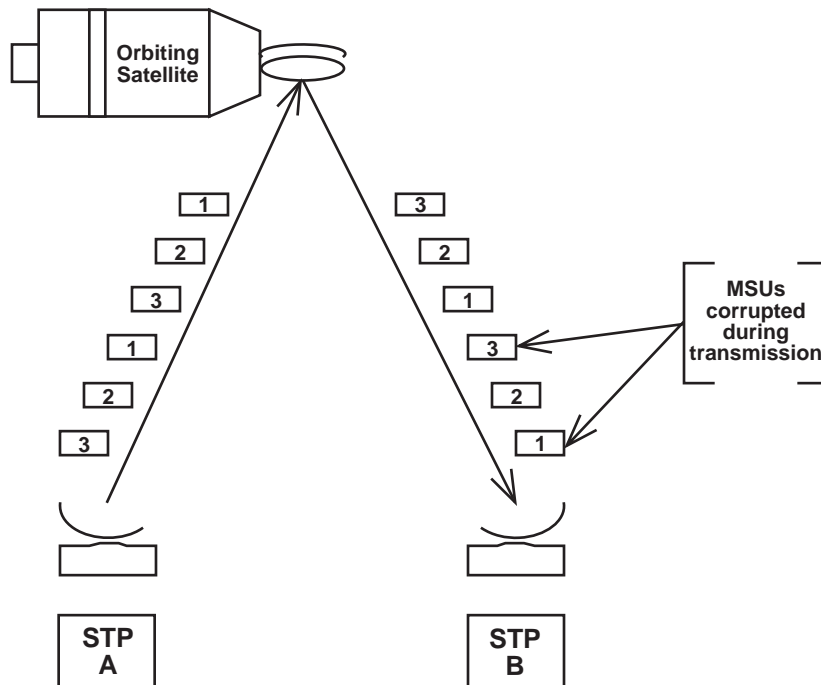 Orbiting
Satellite
1
3
2
2
3
1
1
3
2
2
3
1
MSUs
corrupted
during
transmission
STP
A
STP
B